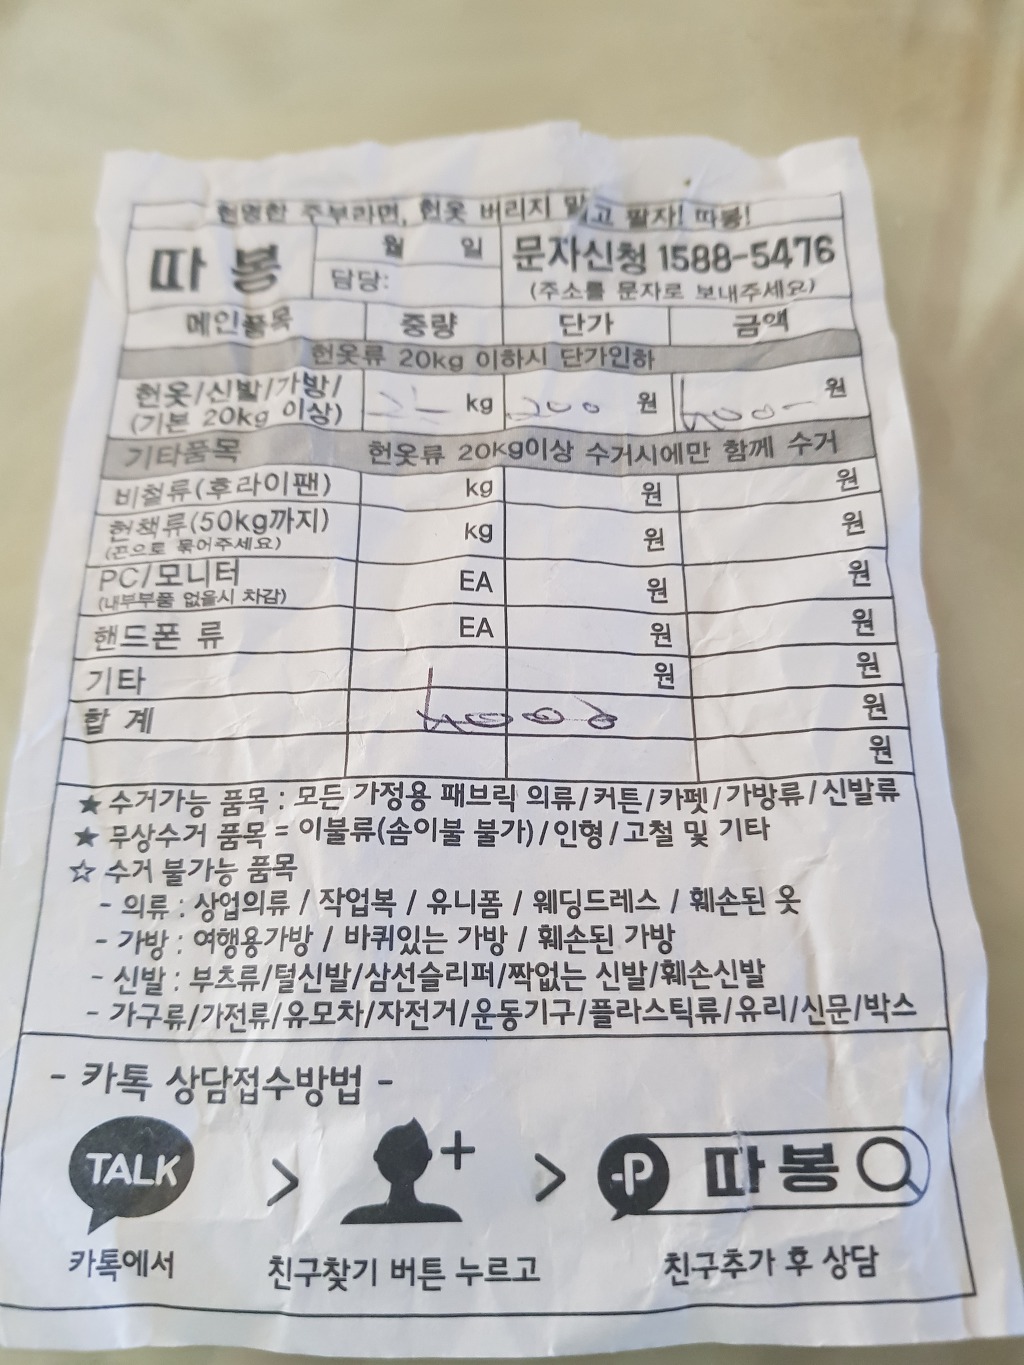 현명한 주부라면, 헌옷 버리지 말고 팔자! 따봉!
따 봉
월 일
담당:
문자신청 1588-5476
(주소를 문자로 보내주세요)
메인품목 중량 단가 금액
헌옷류 20kg 이하시 단가인하
헌옷/신발/가방/
(기본 20kg 이상) kg 200 원 4000- 원
기타품목 헌옷류 20kg이상 수거시에만 함께 수거
비철류(후라이팬) kg 원 원
헌책류(50kg까지) kg 원 원
(끈으로 묶어주세요)
PC/모니터 EA 원 원
(내부부품 없을시 차감)
핸드폰 류 EA 원 원
기타 원 원
합 계 4000 원
원
★ 수거가능 품목 : 모든 가정용 패브릭 의류/커튼/카펫/가방류/신발류
★ 무상수거 품목 = 이불류(솜이불 불가)/인형/고철 및 기타
☆ 수거 불가능 품목
- 의류 : 상업의류 / 작업복 / 유니폼 / 웨딩드레스 / 훼손된 옷
- 가방 : 여행용가방 / 바퀴있는 가방 / 훼손된 가방
- 신발 : 부츠류/털신발/삼선슬리퍼/짝없는 신발/훼손신발
- 가구류/가전류/유모차/자전거/운동기구/플라스틱류/유리/신문/박스
- 카톡 상담접수방법 -
TALK > + > P 따봉
카톡에서 친구찾기 버튼 누르고 친구추가 후 상담